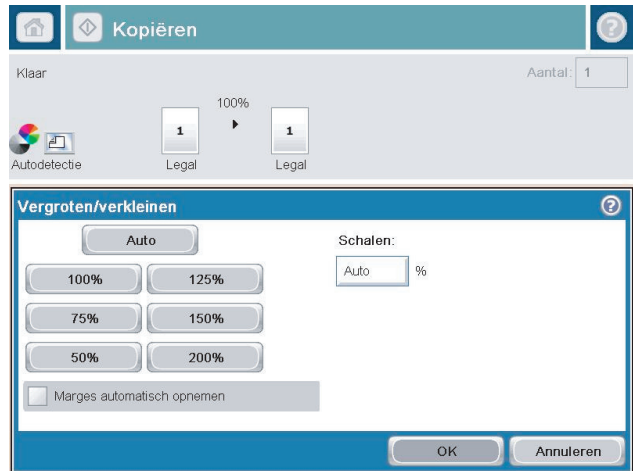 Kopiëren
Klaar
Aantal: 1
100%
1 1
Autodetectie Legal Legal
Vergroten/verkleinen
Auto
Schalen:
100% 125%
Auto %
75% 150%
50% 200%
Marges automatisch opnemen
OK Annuleren